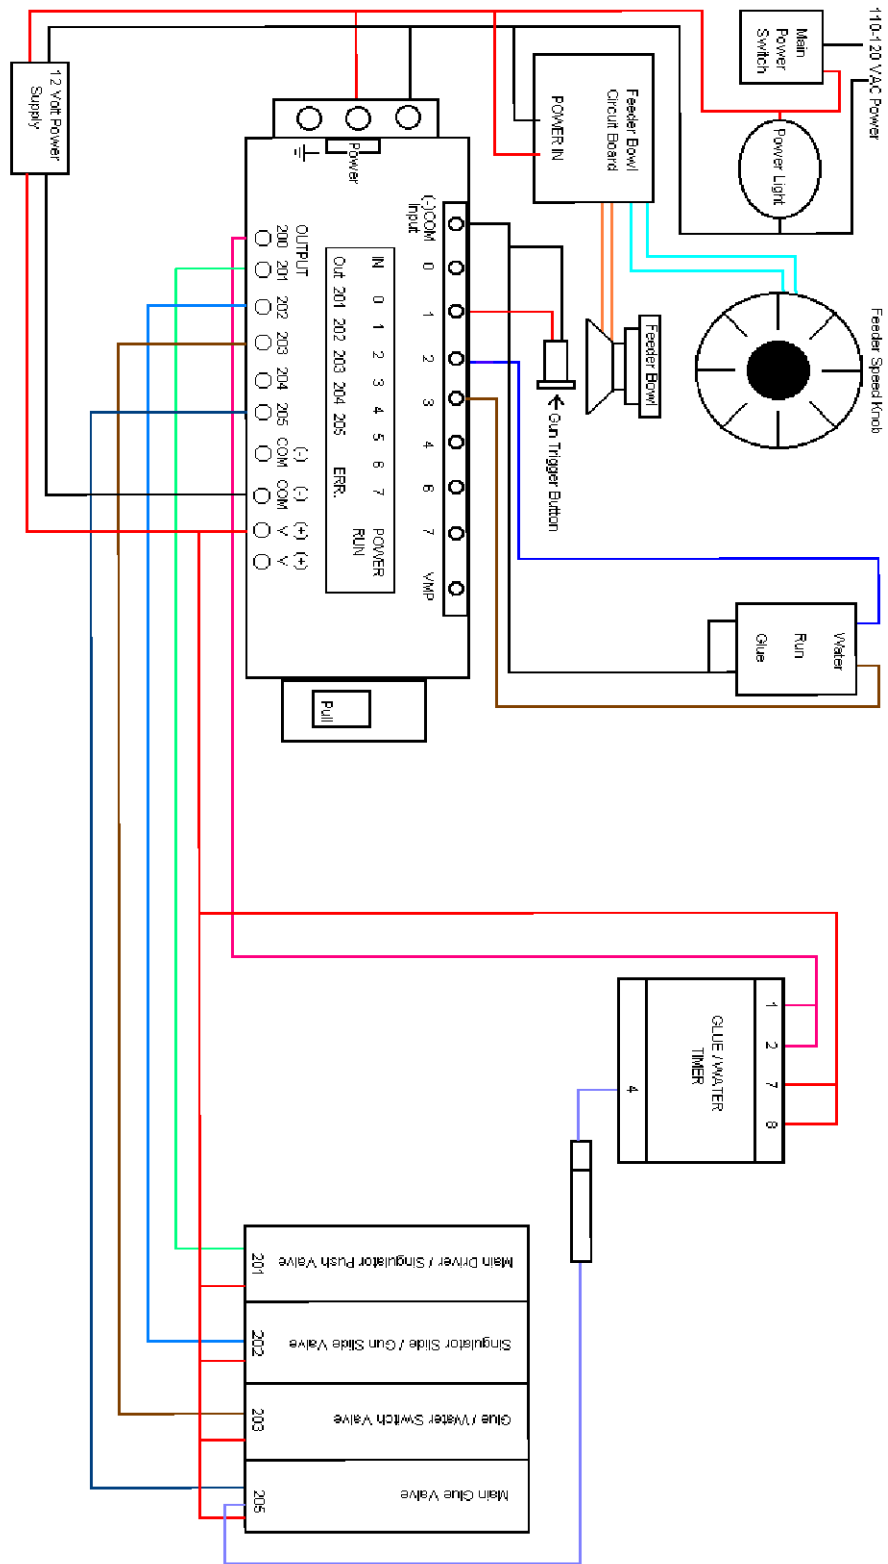 110-120 VAC Power
Main
Power
Switch
Power Light
Feeder Speed Knob
Feeder Bowl
Circuit Board
POWER IN
12 Volt Power
Supply
Power
Feeder Bowl
Gun Trigger Button
(-)COM 0 1 2 3 4 6 7 VMP
Input
IN 0 1 2 3 4 5 6 7 POWER
Out 201 202 203 204 205 ERR. RUN
OUTPUT (-) (-) (+) (+)
200 201 202 203 204 205 COM COM V V
Pull
Water
Run
Glue
1 2 7 8
GLUE / WATER
TIMER
4
Main Driver / Singulator Push Valve
201
Singulator Slide / Gun Slide Valve
202
Glue / Water Switch Valve
203
Main Glue Valve
205